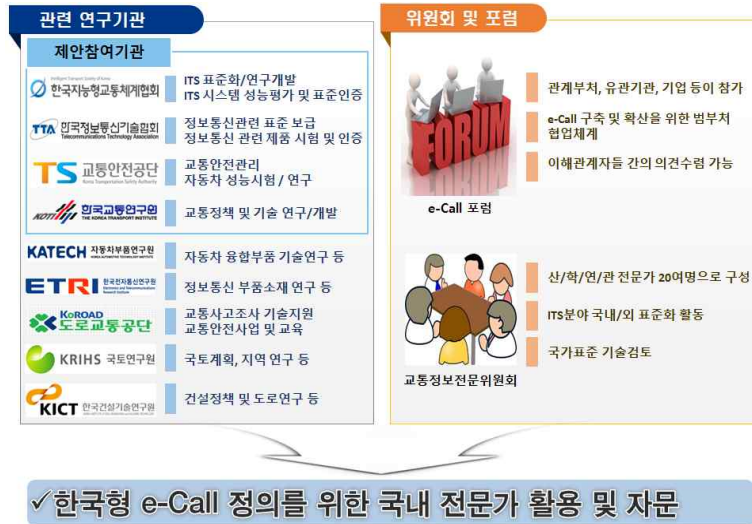 관련 연구기관
제안참여기관
한국지능형교통체계협회
ITS 표준화/연구개발
ITS 시스템 성능평가 및 표준인증
TTA 한국정보통신기술협회
Telecommunications Technology Association
정보통신관련 표준 보급
정보통신 관련 제품 시험 및 인증
TS 교통안전공단
Korea Transportation Safety Authority
교통안전관리
자동차 성능시험 / 연구
KOTI 한국교통연구원
THE KOREA TRANSPORT INSTITUTE
교통정책 및 기술 연구/개발
KATECH 자동차부품연구원
자동차 융합부품 기술연구 등
ETRI 한국전자통신연구원
정보통신 부품소재 연구 등
KoROAD
도로교통공단
교통사고조사 기술지원
교통안전사업 및 교육
KRIHS 국토연구원
국토계획, 지역 연구 등
KICT 한국건설기술연구원
건설정책 및 도로연구 등
위원회 및 포럼
FORUM
e-Call 포럼
관계부처, 유관기관, 기업 등이 참가
e-Call 구축 및 확산을 위한 범부처
협업체계
이해관계자들 간의 의견수렴 가능
교통정보전문위원회
산/학/연/관 전문가 20여명으로 구성
ITS분야 국내/외 표준화 활동
국가표준 기술검토
✓한국형 e-Call 정의를 위한 국내 전문가 활용 및 자문